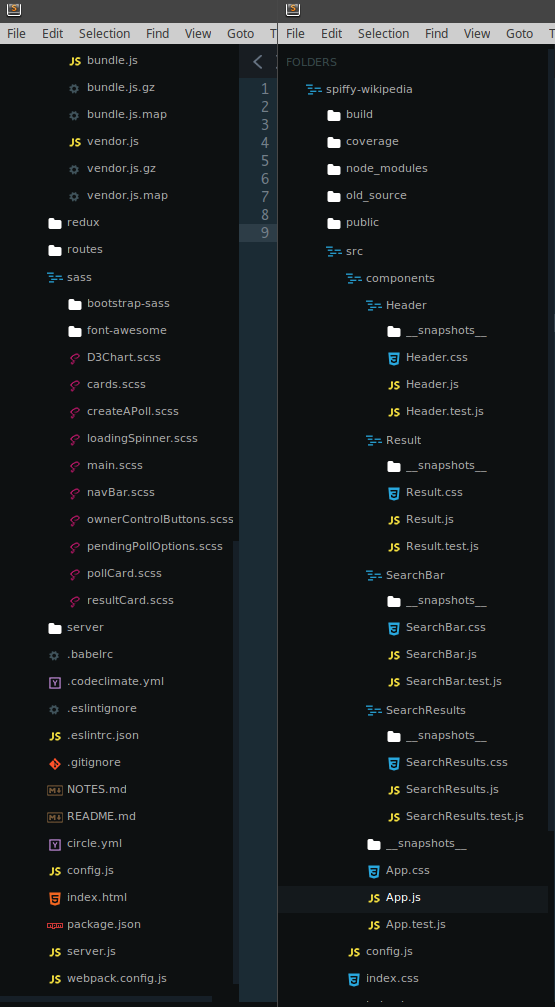 File Edit Selection Find View Goto T
bundle.js
bundle.js.gz
bundle.js.map
vendor.js
vendor.js.gz
vendor.js.map
redux
routes
sass
bootstrap-sass
font-awesome
D3Chart.scss
cards.scss
createAPoll.scss
loadingSpinner.scss
main.scss
navBar.scss
ownerControlButtons.scss
pendingPollOptions.scss
pollCard.scss
resultCard.scss
server
.babelrc
.codeclimate.yml
.eslintignore
.eslintrc.json
.gitignore
NOTES.md
README.md
circle.yml
config.js
index.html
package.json
server.js
webpack.config.js
1
2
3
4
5
6
7
8
9
File Edit Selection Find View Goto T
FOLDERS
spiffy-wikipedia
build
coverage
node_modules
old_source
public
src
components
Header
__snapshots__
Header.css
Header.js
Header.test.js
Result
__snapshots__
Result.css
Result.js
Result.test.js
SearchBar
__snapshots__
SearchBar.css
SearchBar.js
SearchBar.test.js
SearchResults
__snapshots__
SearchResults.css
SearchResults.js
SearchResults.test.js
__snapshots__
App.css
App.js
App.test.js
config.js
index.css